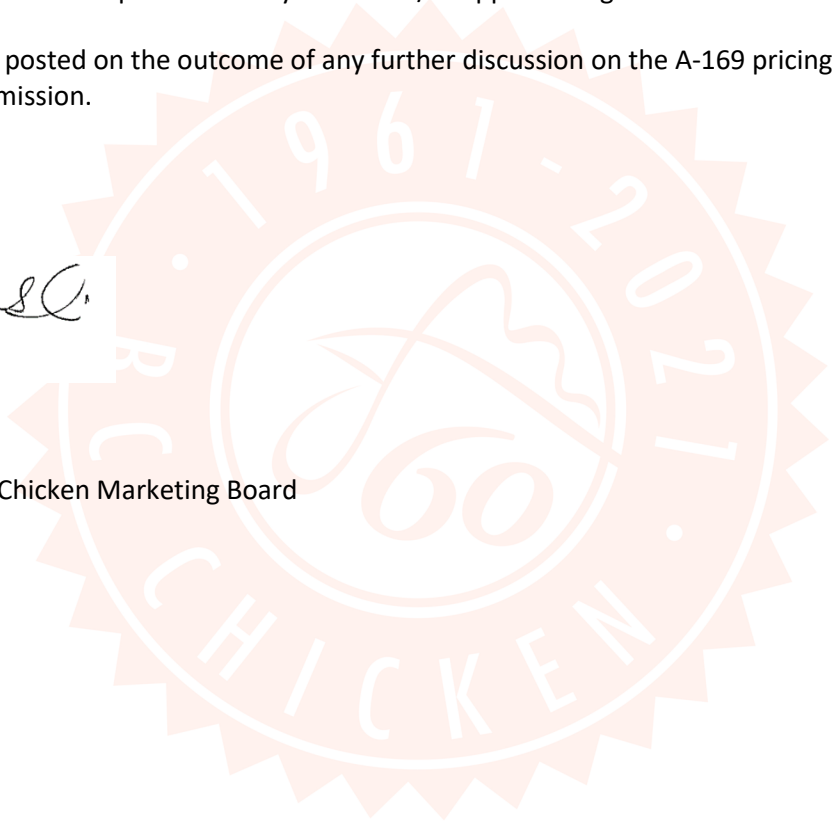 posted on the outcome of any further discussion on the A-169 pricing
mission.
• 1961-2021 •
BC CHICKEN
60
Chicken Marketing Board